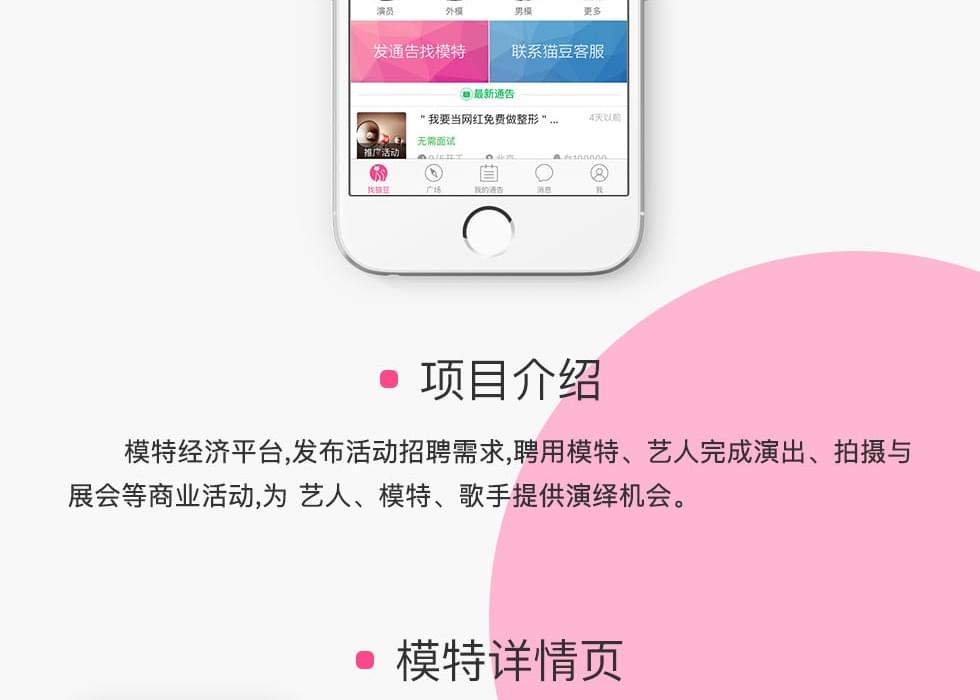 演员 外模 男模 更多
发通告找模特 联系猫豆客服
最新通告
" 我要当网红免费做整形 " ... 4天以前
推广活动 无需面试
找猫豆 广场 我的通告 消息 我
项目介绍
模特经济平台,发布活动招聘需求,聘用模特、艺人完成演出、拍摄与
展会等商业活动,为 艺人、模特、歌手提供演绎机会。
模特详情页